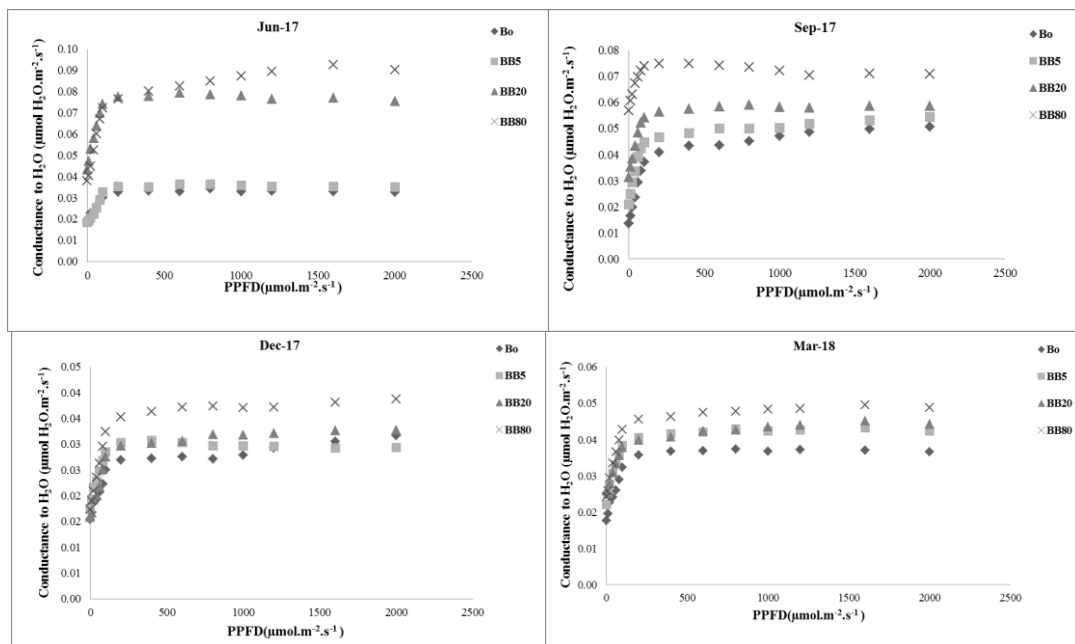 Jun-17
Conductance to H₂O (µmol H₂O.m⁻².s⁻¹)
0.10
0.09
0.08
0.07
0.06
0.05
0.04
0.03
0.02
0.01
0.00
0 500 1000 1500 2000 2500
PPFD(µmol.m⁻².s⁻¹)
Bo
BB5
BB20
BB80
Sep-17
Conductance to H₂O (µmol H₂O.m⁻².s⁻¹)
0.08
0.07
0.06
0.05
0.04
0.03
0.02
0.01
0.00
0 500 1000 1500 2000 2500
PPFD(µmol.m⁻².s⁻¹)
Bo
BB5
BB20
BB80
Dec-17
Conductance to H₂O (µmol H₂O.m⁻².s⁻¹)
0.05
0.04
0.04
0.03
0.03
0.02
0.02
0.01
0.01
0.00
0 500 1000 1500 2000 2500
PPFD(µmol.m⁻².s⁻¹)
Bo
BB5
BB20
BB80
Mar-18
Conductance to H₂O (µmol H₂O.m⁻².s⁻¹)
0.06
0.05
0.04
0.03
0.02
0.01
0.00
0 500 1000 1500 2000 2500
PPFD(µmol.m⁻².s⁻¹)
Bo
BB5
BB20
BB80